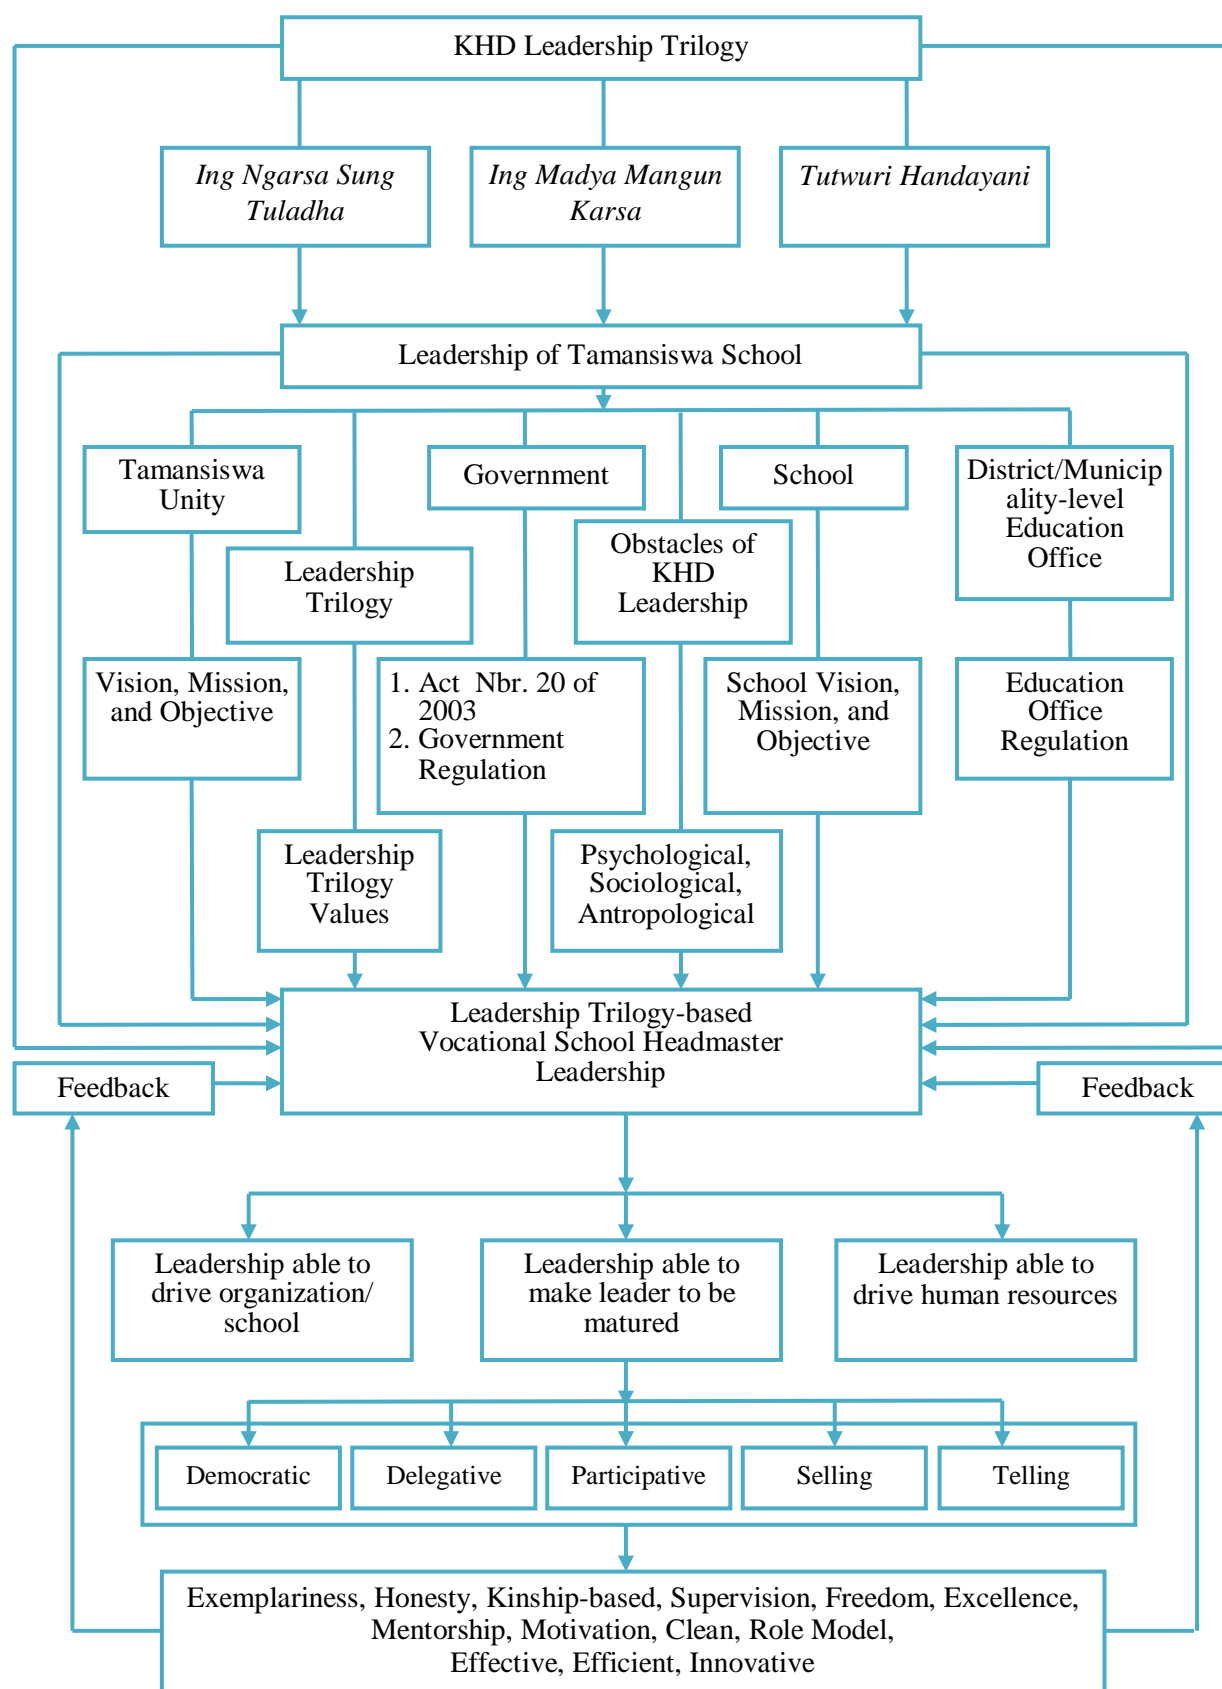 KHD Leadership Trilogy
Ing Ngarsa Sung
Tuladha
Ing Madya Mangun
Karsa
Tutwuri Handayani
Leadership of Tamansiswa School
Tamansiswa
Unity
Government
School
District/Municip
ality-level
Education
Office
Leadership
Trilogy
Obstacles of
KHD
Leadership
Vision, Mission,
and Objective
1. Act Nbr. 20 of
2003
2. Government
Regulation
School Vision,
Mission, and
Objective
Education
Office
Regulation
Leadership
Trilogy
Values
Psychological,
Sociological,
Antropological
Leadership Trilogy-based
Vocational School Headmaster
Leadership
Feedback
Feedback
Leadership able to
drive organization/
school
Leadership able to
make leader to be
matured
Leadership able to
drive human resources
Democratic
Delegative
Participative
Selling
Telling
Exemplariness, Honesty, Kinship-based, Supervision, Freedom, Excellence,
Mentorship, Motivation, Clean, Role Model,
Effective, Efficient, Innovative